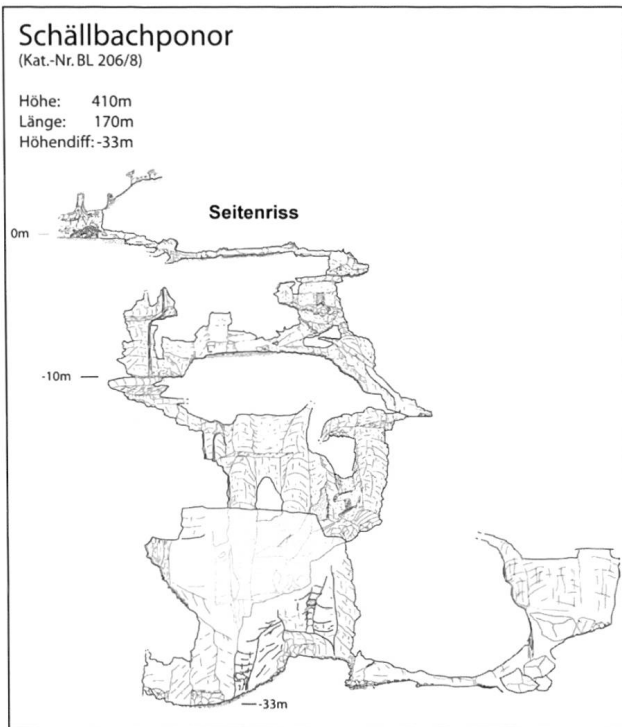 Schällbachponor
(Kat.-Nr. BL 206/8)
Höhe: 410m
Länge: 170m
Höhendiff: -33m
Seitenriss
0m
-10m
-33m